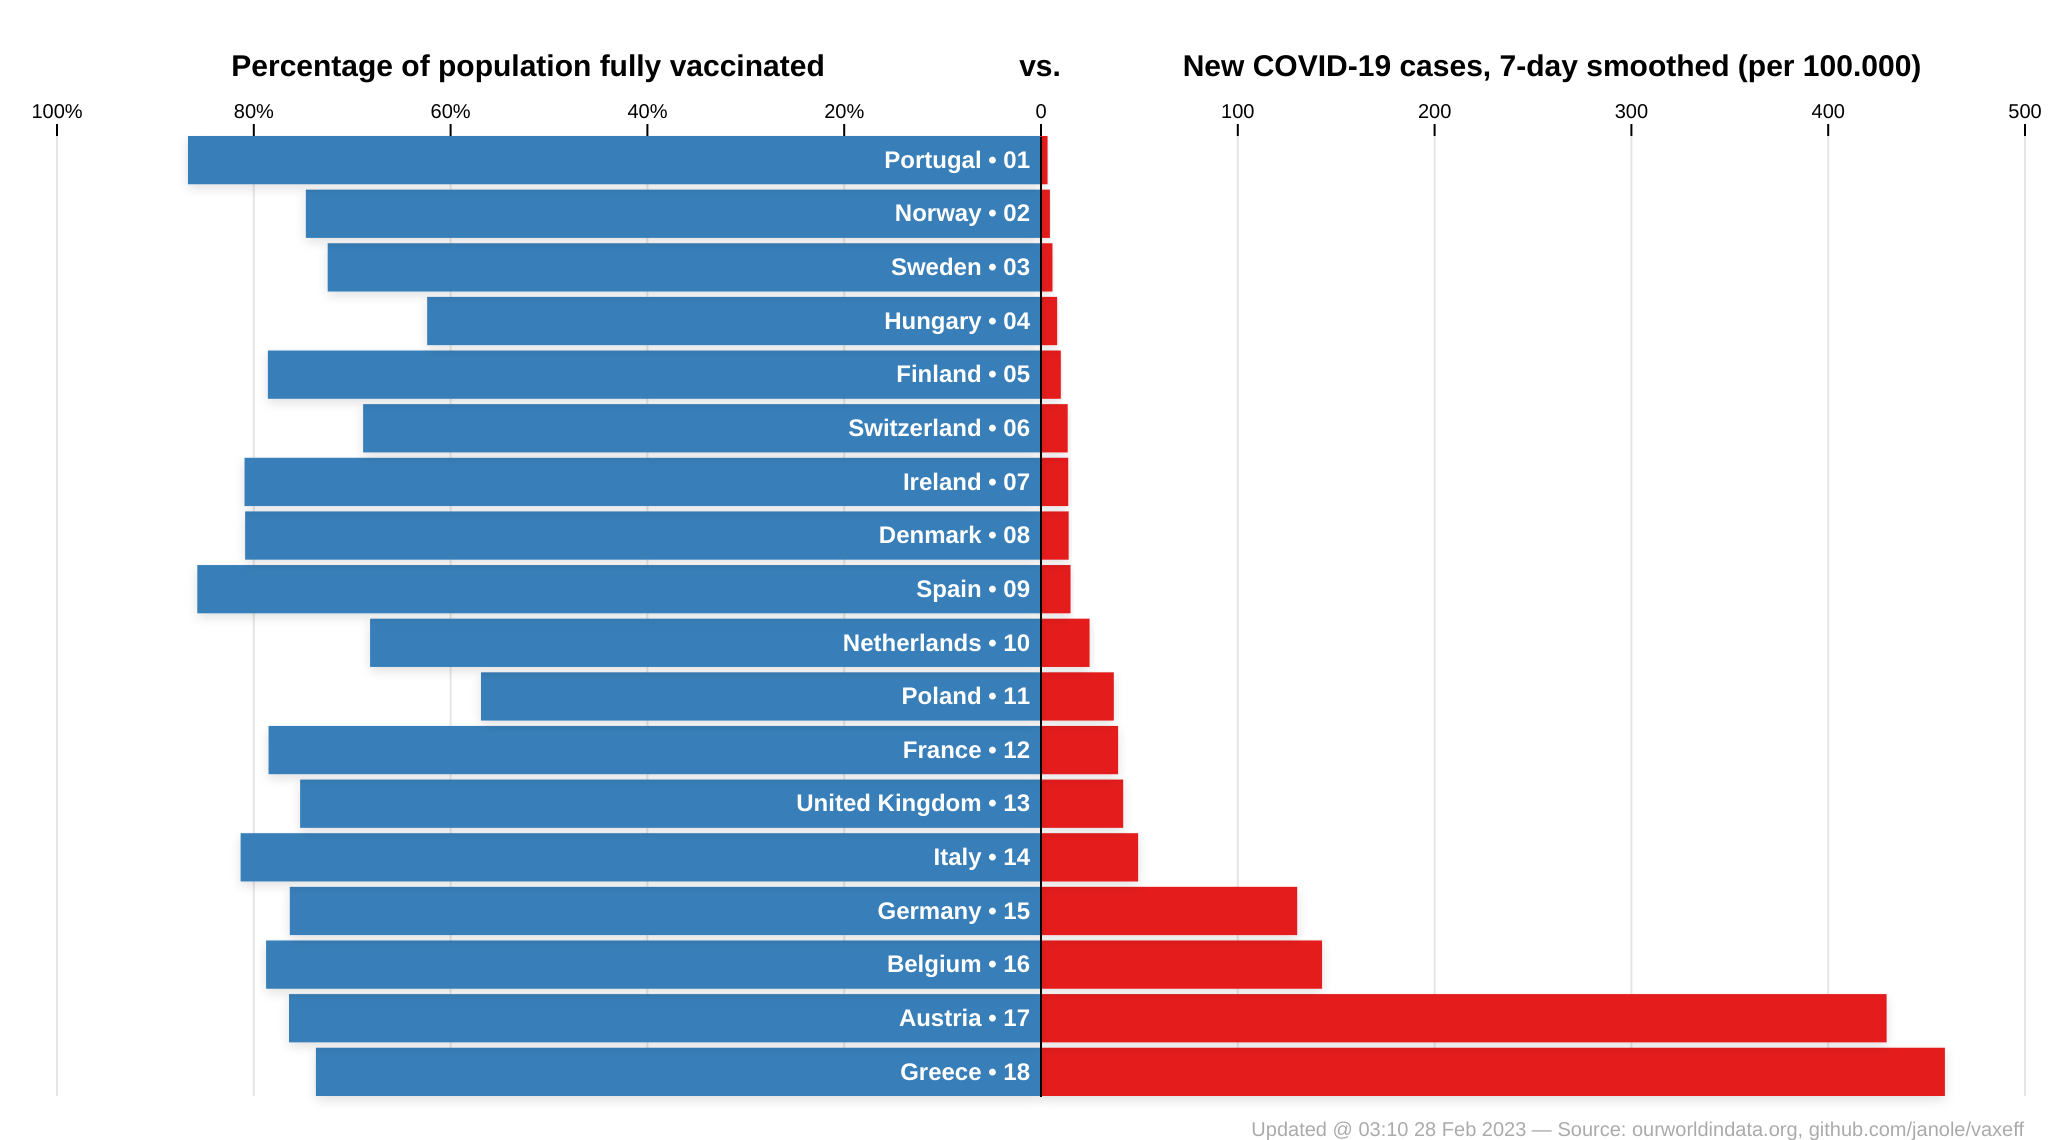 Percentage of population fully vaccinated vs. New COVID-19 cases, 7-day smoothed (per 100.000)
100% 80% 60% 40% 20% 0 100 200 300 400 500
Portugal • 01
Norway • 02
Sweden • 03
Hungary • 04
Finland • 05
Switzerland • 06
Ireland • 07
Denmark • 08
Spain • 09
Netherlands • 10
Poland • 11
France • 12
United Kingdom • 13
Italy • 14
Germany • 15
Belgium • 16
Austria • 17
Greece • 18
Updated @ 03:10 28 Feb 2023 — Source: ourworldindata.org, github.com/janole/vaxeff